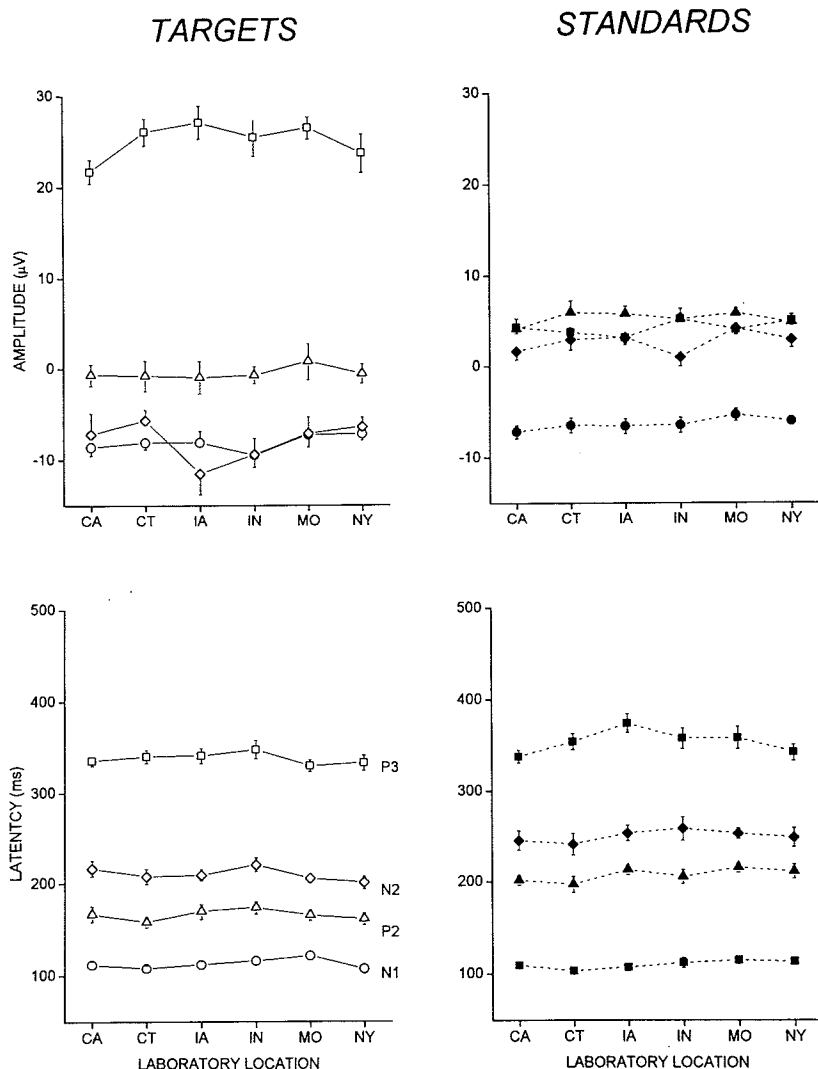 TARGETS
STANDARDS
AMPLITUDE (µV)
30
20
10
0
-10
CA CT IA IN MO NY
30
20
10
0
-10
CA CT IA IN MO NY
LATENTCY (ms)
500
400
300
200
100
P3
N2
P2
N1
CA CT IA IN MO NY
LABORATORY LOCATION
500
400
300
200
100
CA CT IA IN MO NY
LABORATORY LOCATION